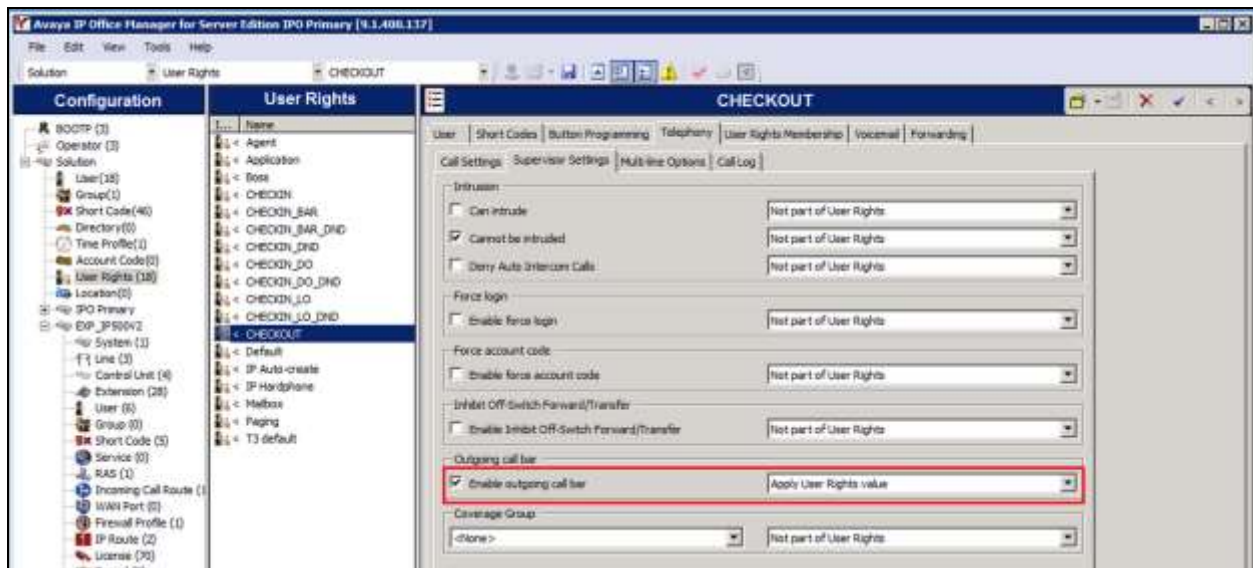 Avaya IP Office Manager for Server Edition IPO Primary [9.1.400.137]
File Edit View Tools Help
Solution User Rights CHECKOUT
Configuration
BOOTP (3)
Operator (3)
Solution
User(18)
Group(1)
Short Code(46)
Directory(0)
Time Profile(1)
Account Code(0)
User Rights (18)
Location(0)
IPO Primary
EXP_IP500V2
System (1)
Line (3)
Control Unit (4)
Extension (28)
User (6)
Group (0)
Short Code (5)
Service (0)
RAS (1)
Incoming Call Route (1
WAN Port (0)
Firewall Profile (1)
IP Route (2)
License (70)
User Rights
Name
Agent
Application
Boss
CHECKIN
CHECKIN_BAR
CHECKIN_BAR_DND
CHECKIN_DND
CHECKIN_DO
CHECKIN_DO_DND
CHECKIN_LO
CHECKIN_LO_DND
CHECKOUT
Default
IP Auto-create
IP Hardphone
Mailbox
Paging
T3 default
CHECKOUT
User Short Codes Button Programming Telephony User Rights Membership Voicemail Forwarding
Call Settings Supervisor Settings Multi-line Options Call Log
Intrusion
Can intrude Not part of User Rights
Cannot be intruded Not part of User Rights
Deny Auto Intercom Calls Not part of User Rights
Force login
Enable force login Not part of User Rights
Force account code
Enable force account code Not part of User Rights
Inhibit Off-Switch Forward/Transfer
Enable Inhibit Off-Switch Forward/Transfer Not part of User Rights
Outgoing call bar
Enable outgoing call bar Apply User Rights value
Coverage Group
<None> Not part of User Rights